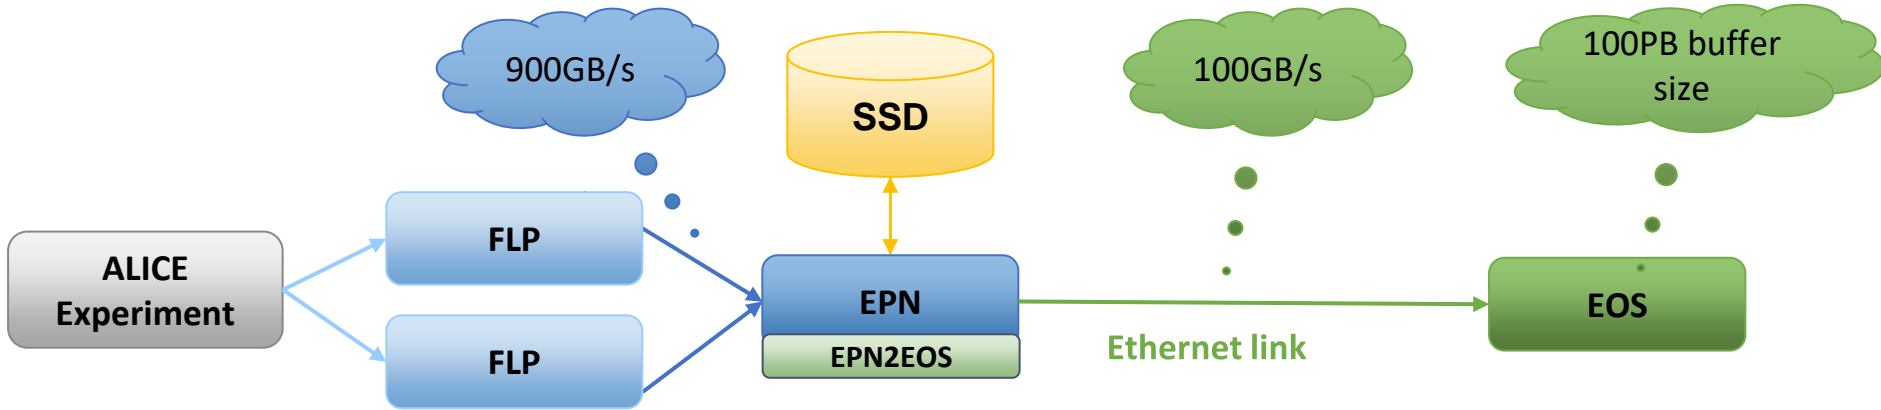 900GB/s
SSD
100GB/s
100PB buffer
size
ALICE
Experiment
FLP
FLP
EPN
EPN2EOS
Ethernet link
EOS